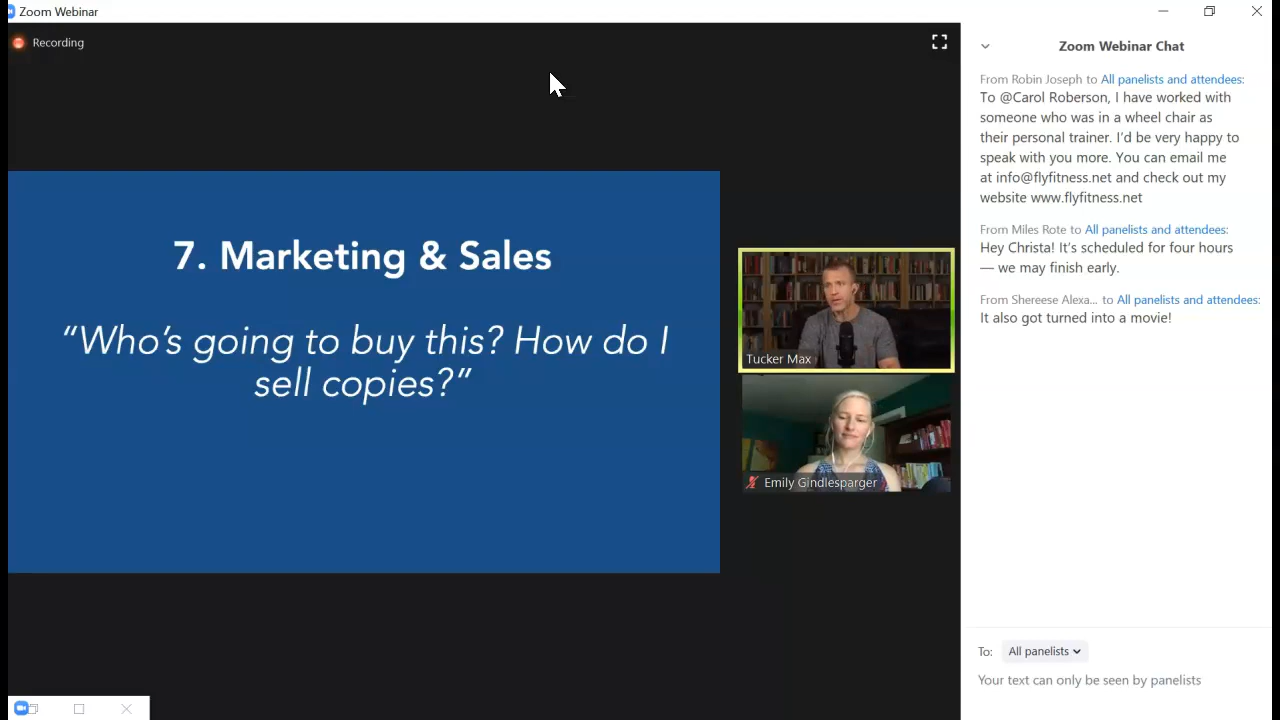 Zoom Webinar
Recording
7. Marketing & Sales
“Who’s going to buy this? How do I
sell copies?”
Tucker Max
Emily Gindlesparger
Zoom Webinar Chat
From Robin Joseph to All panelists and attendees:
To @Carol Roberson, I have worked with
someone who was in a wheel chair as
their personal trainer. I’d be very happy to
speak with you more. You can email me
at info@flyfitness.net and check out my
website www.flyfitness.net
From Miles Rote to All panelists and attendees:
Hey Christa! It’s scheduled for four hours
— we may finish early.
From Shereese Alexa... to All panelists and attendees:
It also got turned into a movie!
To: All panelists
Your text can only be seen by panelists